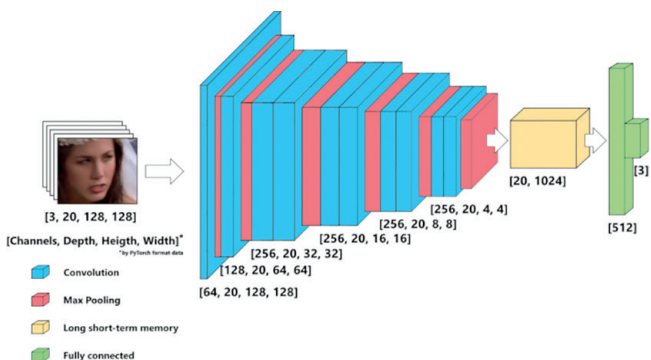 [3, 20, 128, 128]
[Channels, Depth, Heigth, Width]*
*by PyTorch format data
Convolution
Max Pooling
Long short-term memory
Fully connected
[64, 20, 128, 128]
[128, 20, 64, 64]
[256, 20, 32, 32]
[256, 20, 16, 16]
[256, 20, 8, 8]
[256, 20, 4, 4]
[20, 1024]
[512]
[3]